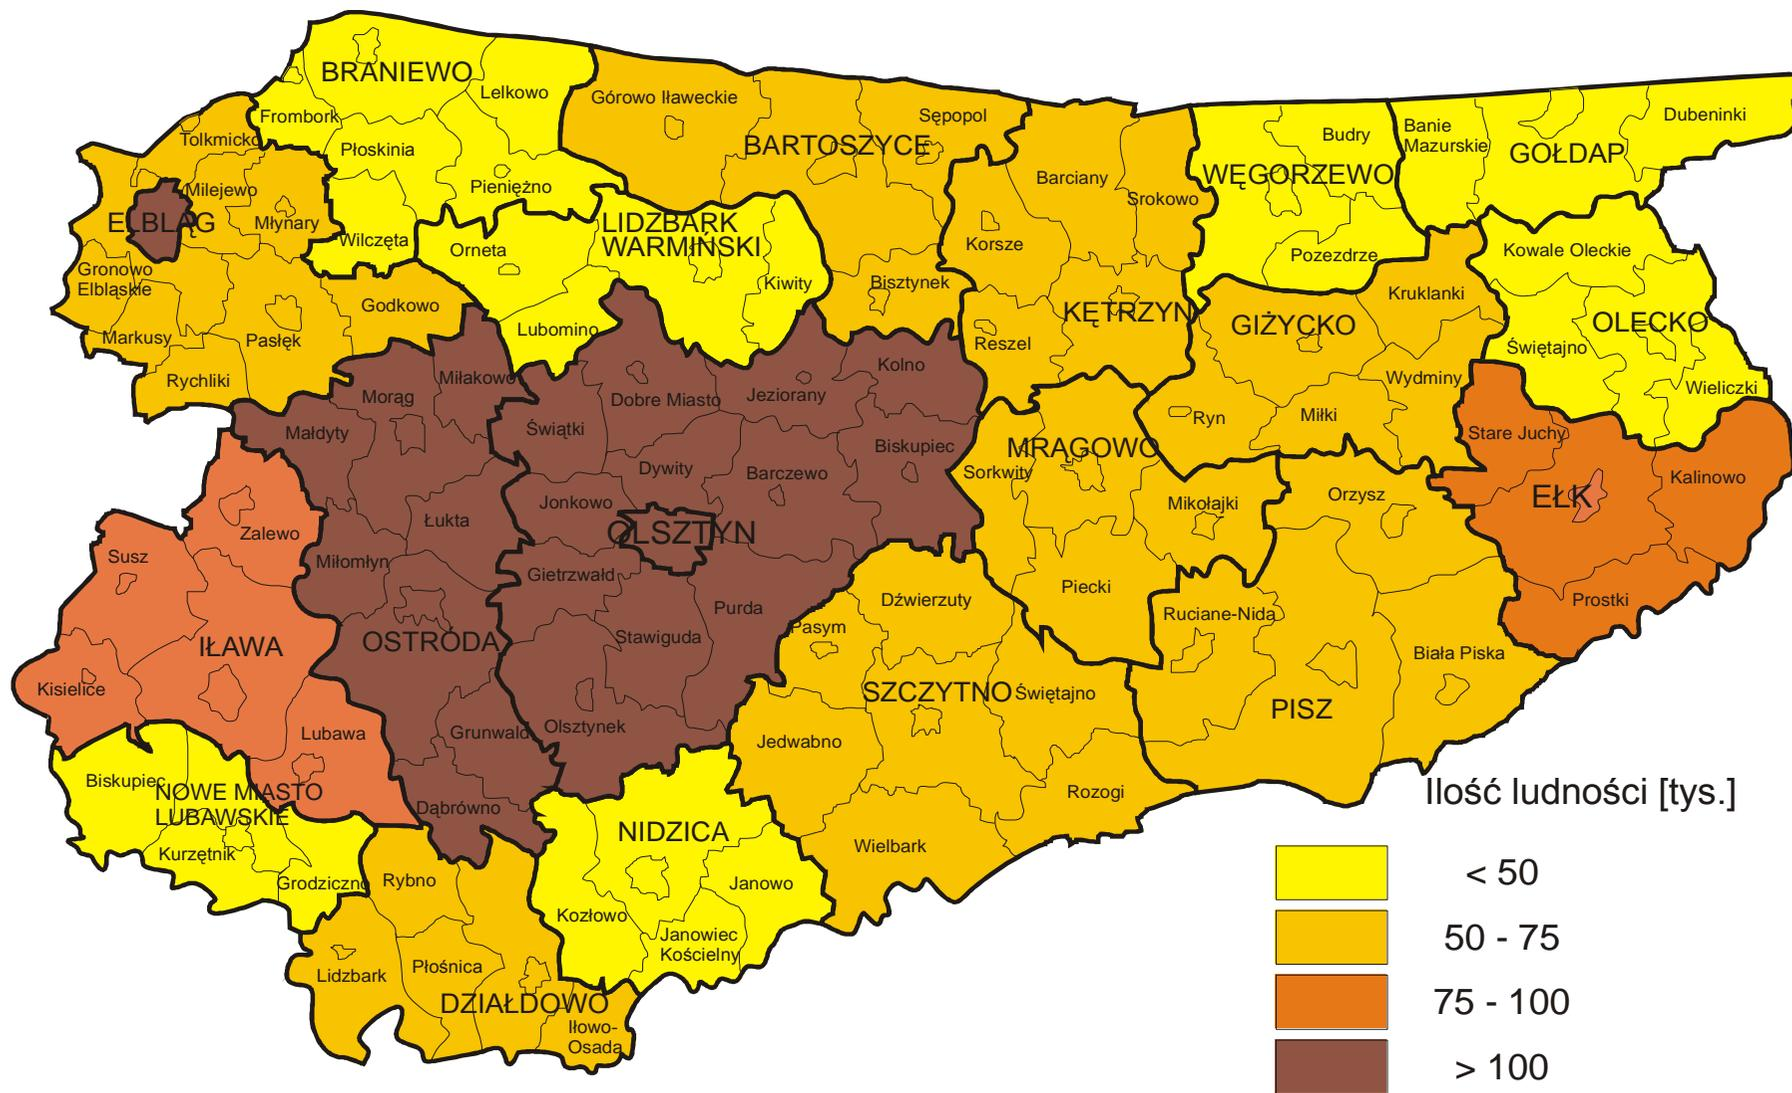 BRANIEWO
Lelkowo
Frombork
Płoskinia
Pieniężno
Wilczęta
Górowo Iławeckie
Sępopol
BARTOSZYCE
Bisztynek
Barciany
Srokowo
Korsze
KĘTRZYN
Reszel
Budry
WĘGORZEWO
Pozezdrze
Banie
Mazurskie
GOŁDAP
Dubeninki
Tolkmicko
Milejewo
ELBLĄG
Młynary
Gronowo
Elbląskie
Godkowo
Markusy
Pasłęk
Rychliki
LIDZBARK
WARMIŃSKI
Orneta
Kiwity
Lubomino
Kruklanki
GIŻYCKO
Wydminy
Ryn
Miłki
Kowale Oleckie
OLECKO
Świętajno
Wieliczki
Miłakowo
Morąg
Małdyty
Łukta
Miłomłyn
OSTRÓDA
Grunwald
Dąbrówno
Kolno
Dobre Miasto
Jeziorany
Świątki
Biskupiec
Dywity
Barczewo
Jonkowo
OLSZTYN
Gietrzwałd
Purda
Stawiguda
Olsztynek
MRĄGOWO
Sorkwity
Mikołajki
Piecki
Stare Juchy
Kalinowo
EŁK
Prostki
Orzysz
Ruciane-Nida
Biała Piska
PISZ
Zalewo
Susz
IŁAWA
Kisielice
Lubawa
Dźwierzuty
Pasym
SZCZYTNO
Świętajno
Jedwabno
Rozogi
Wielbark
Biskupiec
NOWE MIASTO
LUBAWSKIE
Kurzętnik
Grodziczno
NIDZICA
Janowo
Kozłowo
Janowiec
Kościelny
Rybno
Lidzbark
Płośnica
DZIAŁDOWO
Iłowo-
Osada
Ilość ludności [tys.]
< 50
50 - 75
75 - 100
> 100